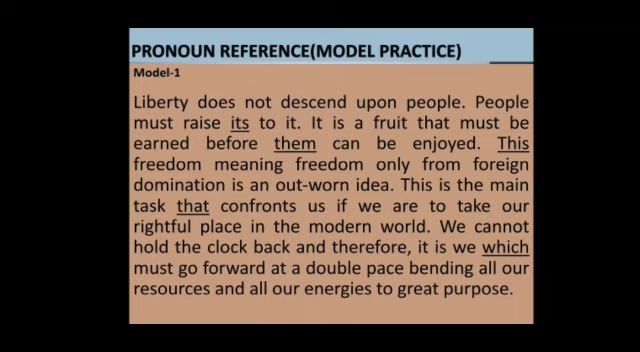 PRONOUN REFERENCE(MODEL PRACTICE)
Model-1
Liberty does not descend upon people. People
must raise its to it. It is a fruit that must be
earned before them can be enjoyed. This
freedom meaning freedom only from foreign
domination is an out-worn idea. This is the main
task that confronts us if we are to take our
rightful place in the modern world. We cannot
hold the clock back and therefore, it is we which
must go forward at a double pace bending all our
resources and all our energies to great purpose.